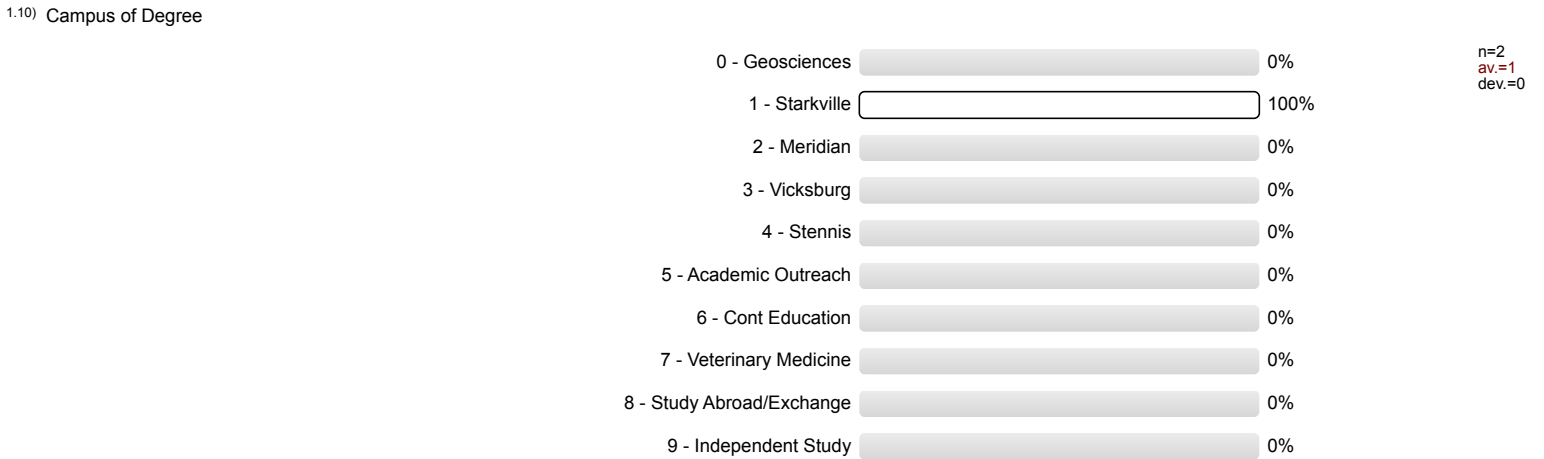 1.10) Campus of Degree
0 - Geosciences 0%
n=2
av.=1
dev.=0
1 - Starkville 100%
2 - Meridian 0%
3 - Vicksburg 0%
4 - Stennis 0%
5 - Academic Outreach 0%
6 - Cont Education 0%
7 - Veterinary Medicine 0%
8 - Study Abroad/Exchange 0%
9 - Independent Study 0%